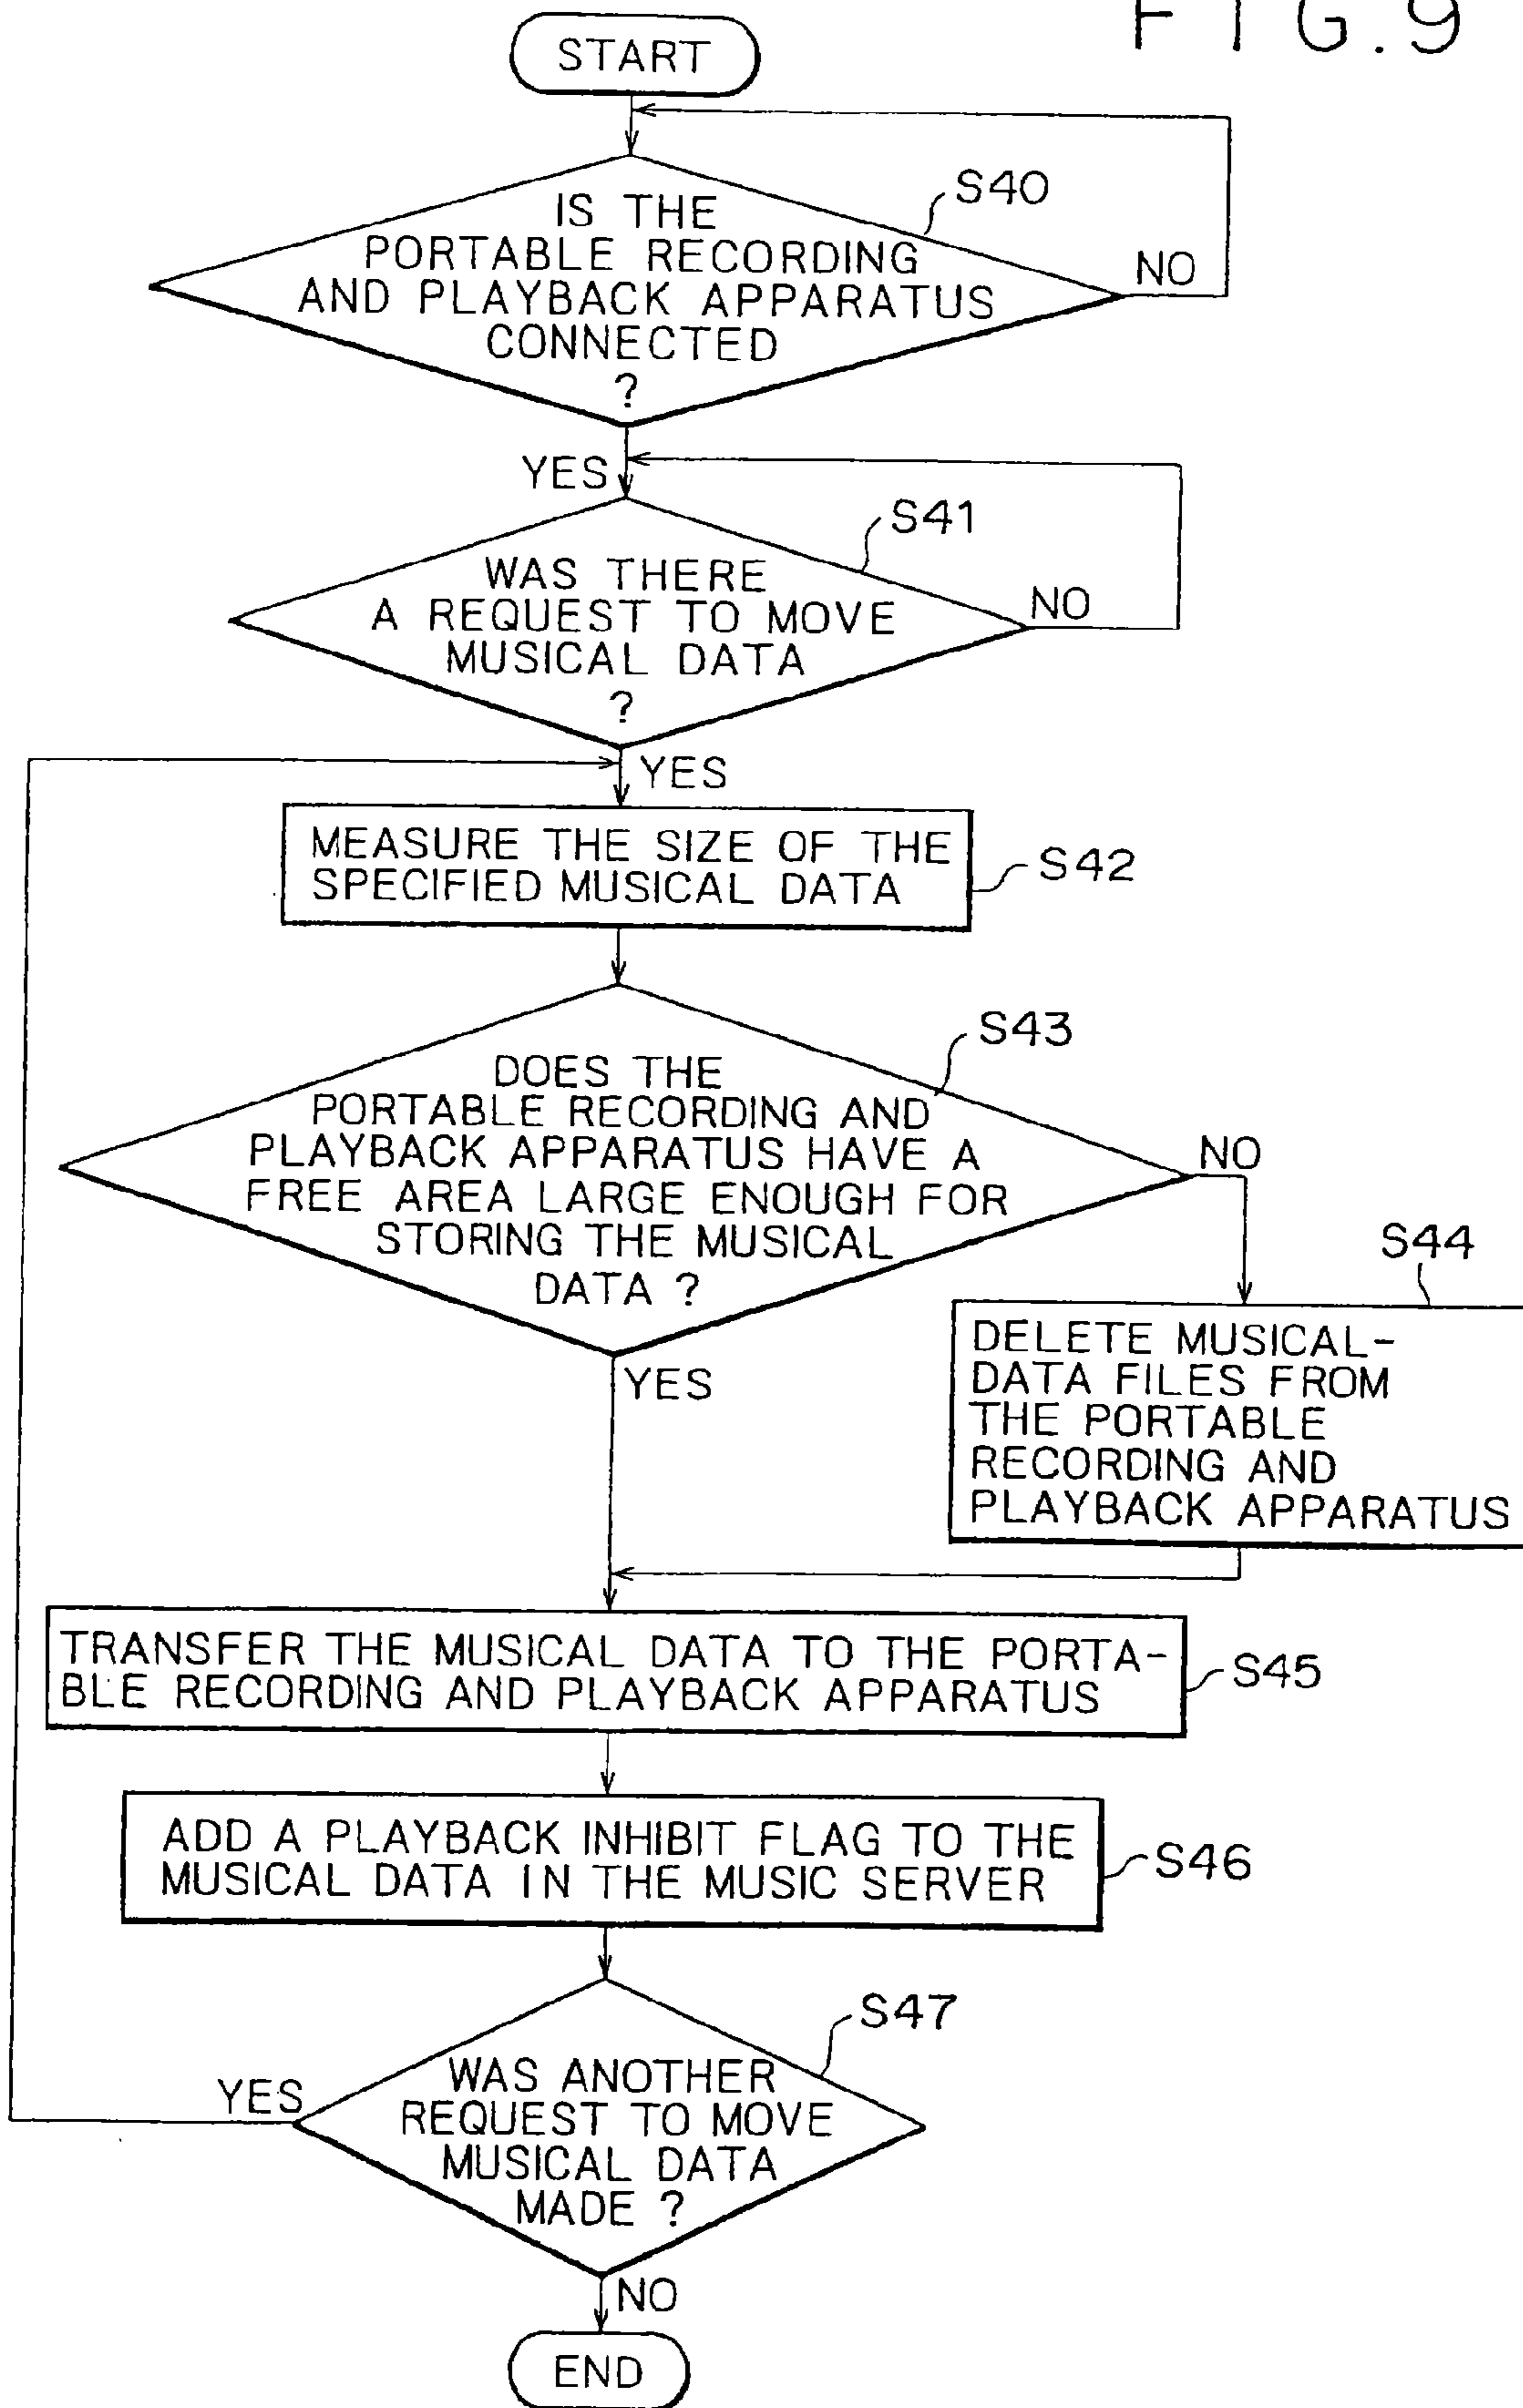 FIG.9
START
S40
IS THE
PORTABLE RECORDING
AND PLAYBACK APPARATUS
CONNECTED
?
NO
YES
S41
WAS THERE
A REQUEST TO MOVE
MUSICAL DATA
?
NO
YES
MEASURE THE SIZE OF THE
SPECIFIED MUSICAL DATA
S42
S43
DOES THE
PORTABLE RECORDING AND
PLAYBACK APPARATUS HAVE A
FREE AREA LARGE ENOUGH FOR
STORING THE MUSICAL
DATA ?
NO
YES
S44
DELETE MUSICAL-
DATA FILES FROM
THE PORTABLE
RECORDING AND
PLAYBACK APPARATUS
TRANSFER THE MUSICAL DATA TO THE PORTA-
BLE RECORDING AND PLAYBACK APPARATUS
S45
ADD A PLAYBACK INHIBIT FLAG TO THE
MUSICAL DATA IN THE MUSIC SERVER
S46
S47
WAS ANOTHER
REQUEST TO MOVE
MUSICAL DATA
MADE ?
YES
NO
END